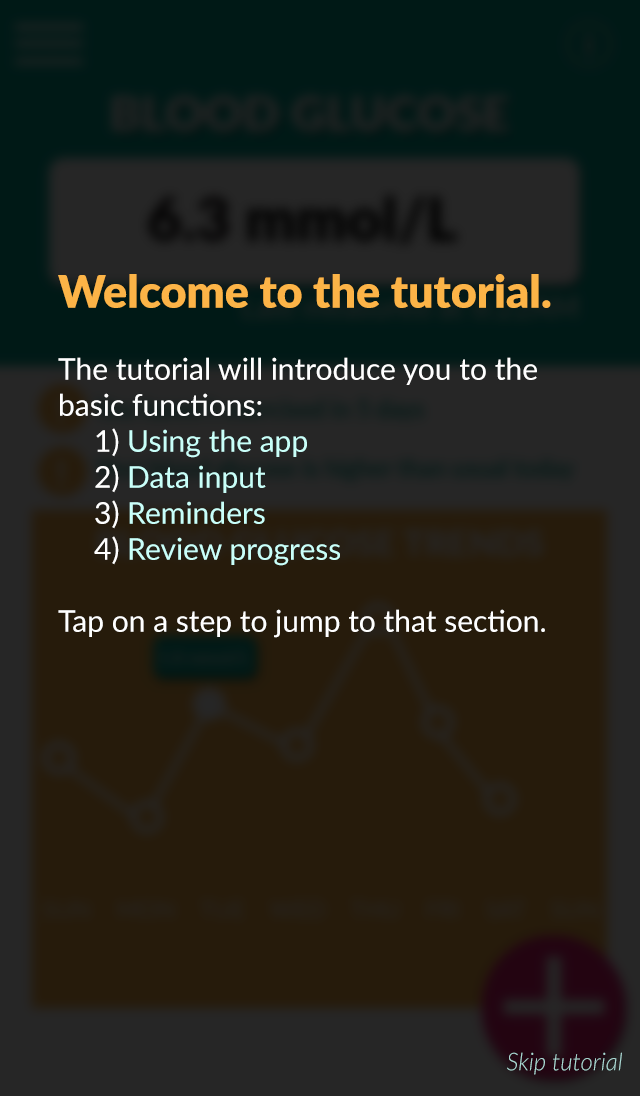 BLOOD GLUCOSE
6.3 mmol/L
Welcome to the tutorial.
The tutorial will introduce you to the
basic functions:
1) Using the app
2) Data input
3) Reminders
4) Review progress
TRENDS
Tap on a step to jump to that section.
Skip tutorial